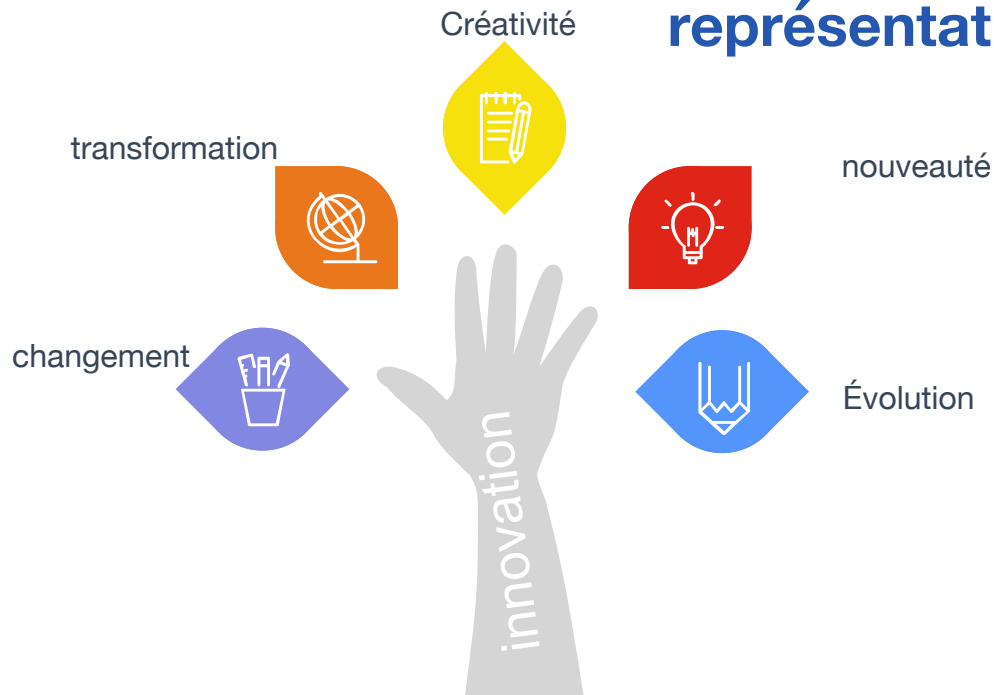 Créativité
représentat
transformation
nouveauté
changement
Évolution
innovation